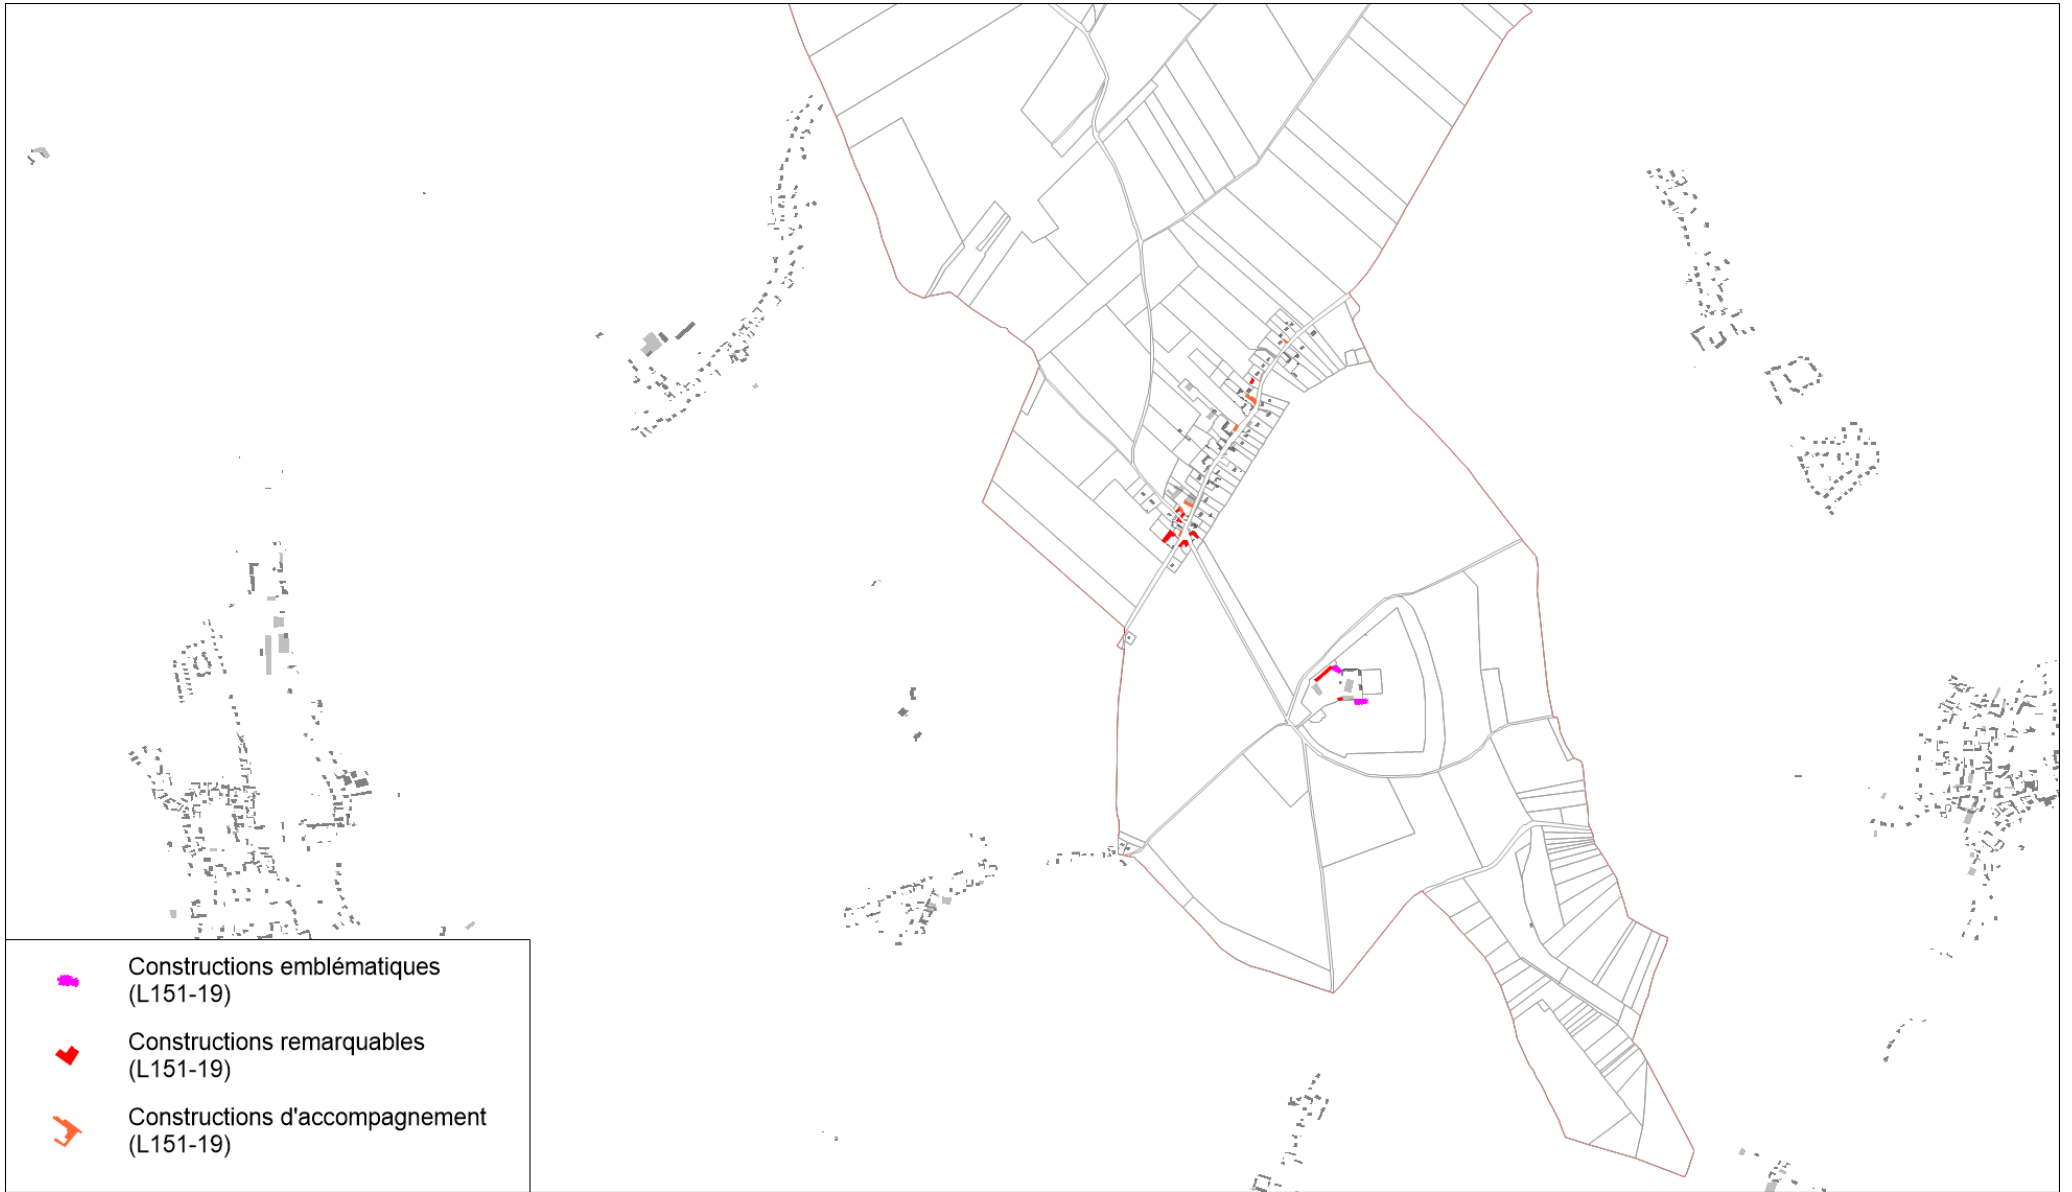 Constructions emblématiques
(L151-19)
Constructions remarquables
(L151-19)
Constructions d'accompagnement
(L151-19)